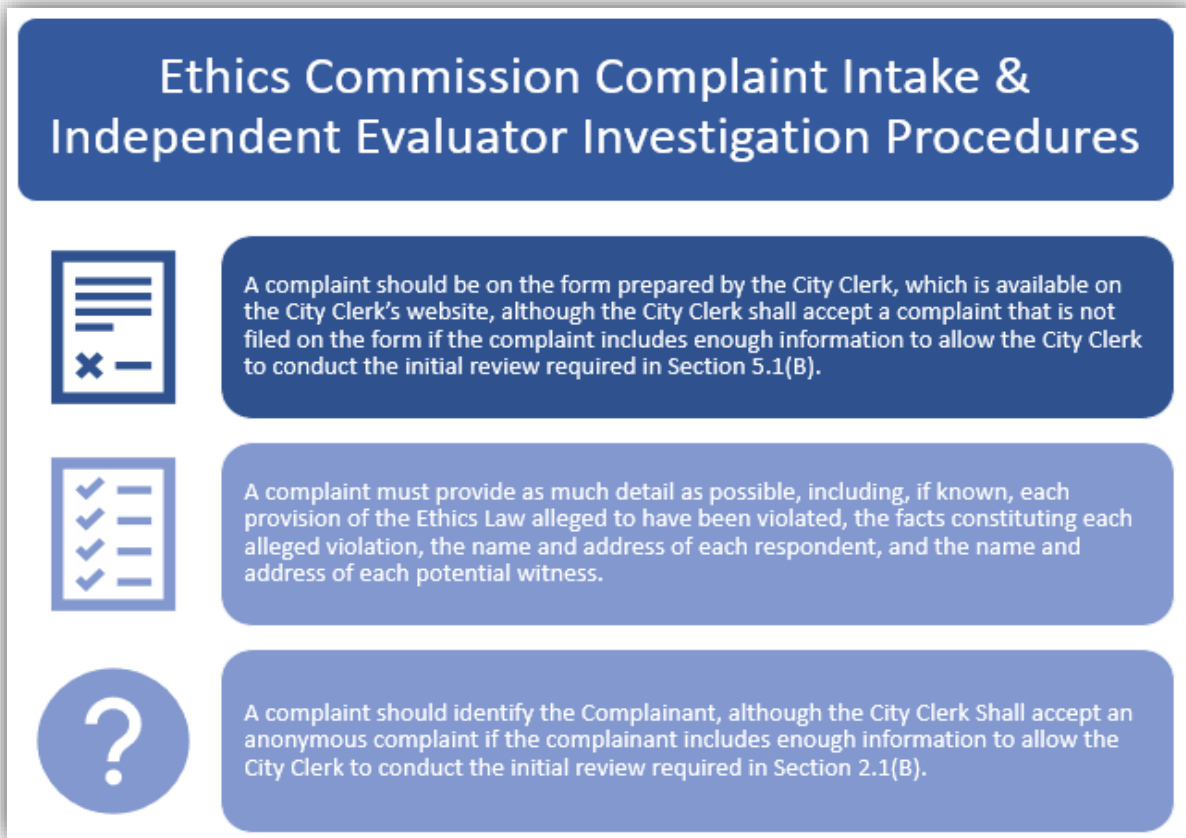 Ethics Commission Complaint Intake &
Independent Evaluator Investigation Procedures
A complaint should be on the form prepared by the City Clerk, which is available on
the City Clerk's website, although the City Clerk shall accept a complaint that is not
filed on the form if the complaint includes enough information to allow the City Clerk
to conduct the initial review required in Section 5.1(B).
A complaint must provide as much detail as possible, including, if known, each
provision of the Ethics Law alleged to have been violated, the facts constituting each
alleged violation, the name and address of each respondent, and the name and
address of each potential witness.
?
A complaint should identify the Complainant, although the City Clerk Shall accept an
anonymous complaint if the complainant includes enough information to allow the
City Clerk to conduct the initial review required in Section 2.1(B).